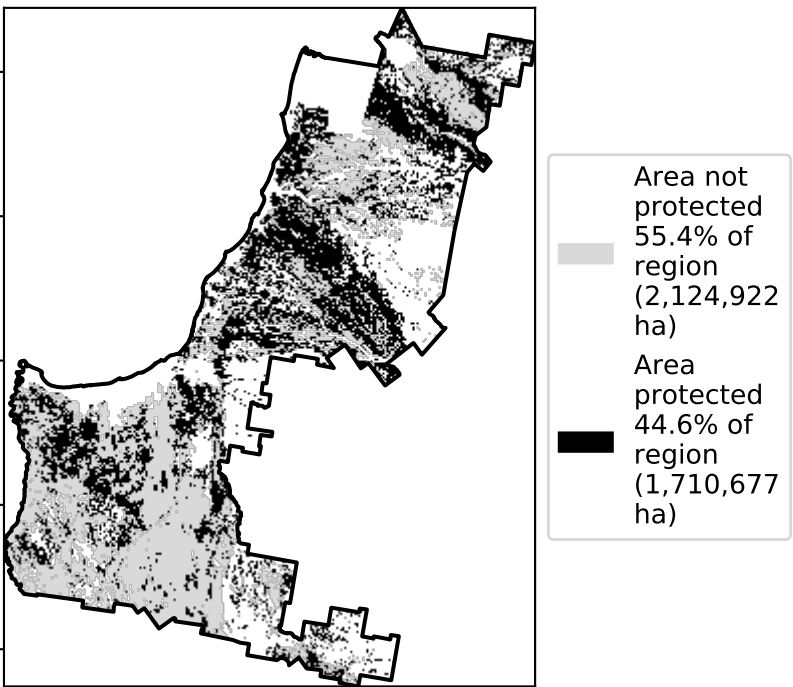 Area not
protected
55.4% of
region
(2,124,922
ha)
Area
protected
44.6% of
region
(1,710,677
ha)